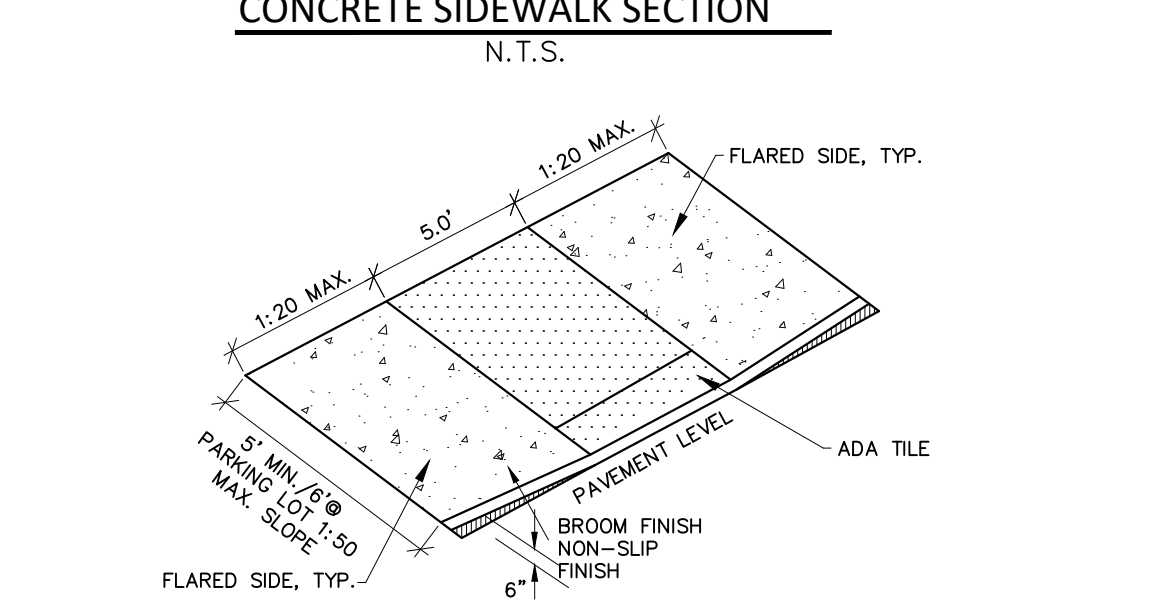 CONCRETE SIDEWALK SECTION
N.T.S.
1:20 MAX.
FLARED SIDE, TYP.
5.0'
1:20 MAX.
ADA TILE
PAVEMENT LEVEL
5' MIN./6'@
PARKING LOT 1:50
MAX. SLOPE
BROOM FINISH
NON-SLIP
FINISH
FLARED SIDE, TYP.
6"